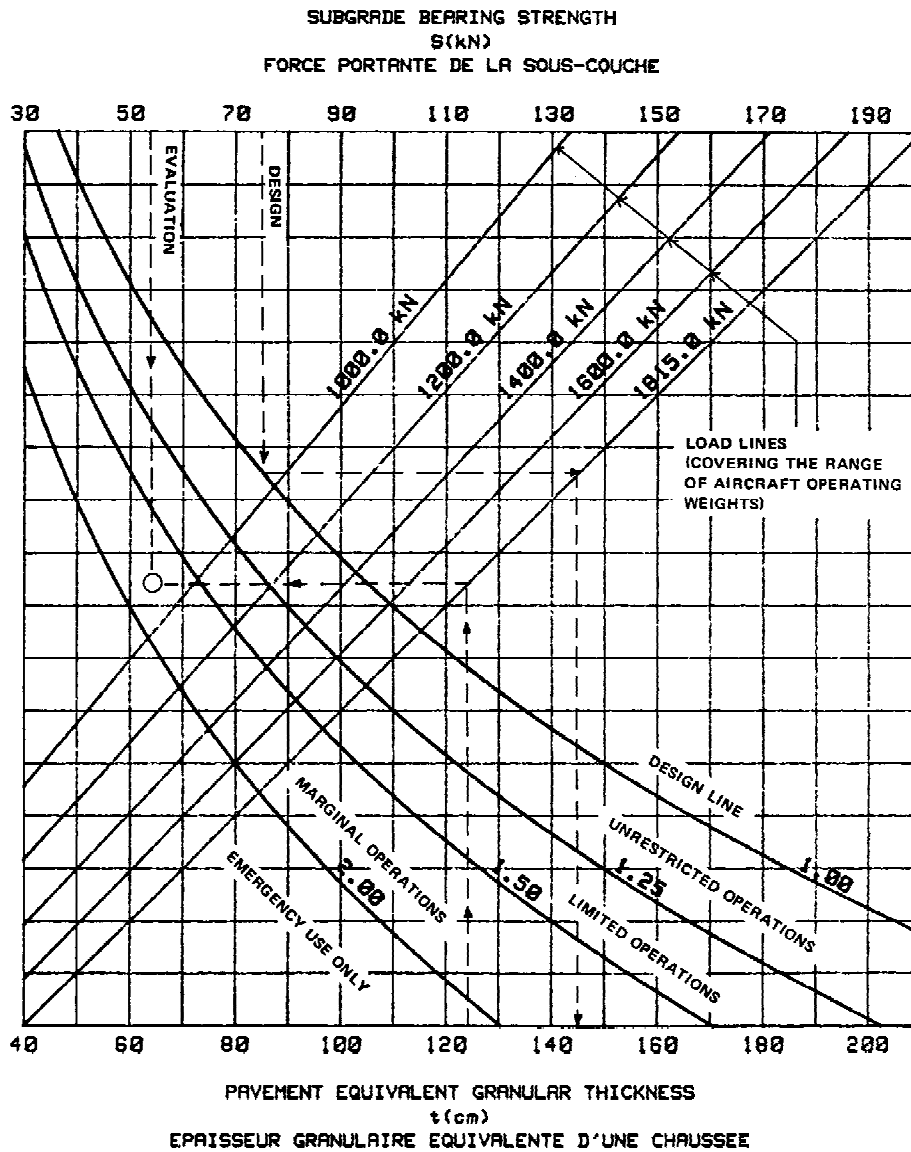 SUBGRADE BEARING STRENGTH
S(kN)
FORCE PORTANTE DE LA SOUS-COUCHE
30 50 70 90 110 130 150 170 190
EVALUATION
DESIGN
1000.0 kN
1200.0 kN
1400.0 kN
1600.0 kN
1815.0 kN
LOAD LINES
(COVERING THE RANGE
OF AIRCRAFT OPERATING
WEIGHTS)
DESIGN LINE
1.00
UNRESTRICTED OPERATIONS
1.25
LIMITED OPERATIONS
1.50
MARGINAL OPERATIONS
2.00
EMERGENCY USE ONLY
40 60 80 100 120 140 160 180 200
PAVEMENT EQUIVALENT GRANULAR THICKNESS
t(cm)
EPAISSEUR GRANULAIRE EQUIVALENTE D'UNE CHAUSSEE